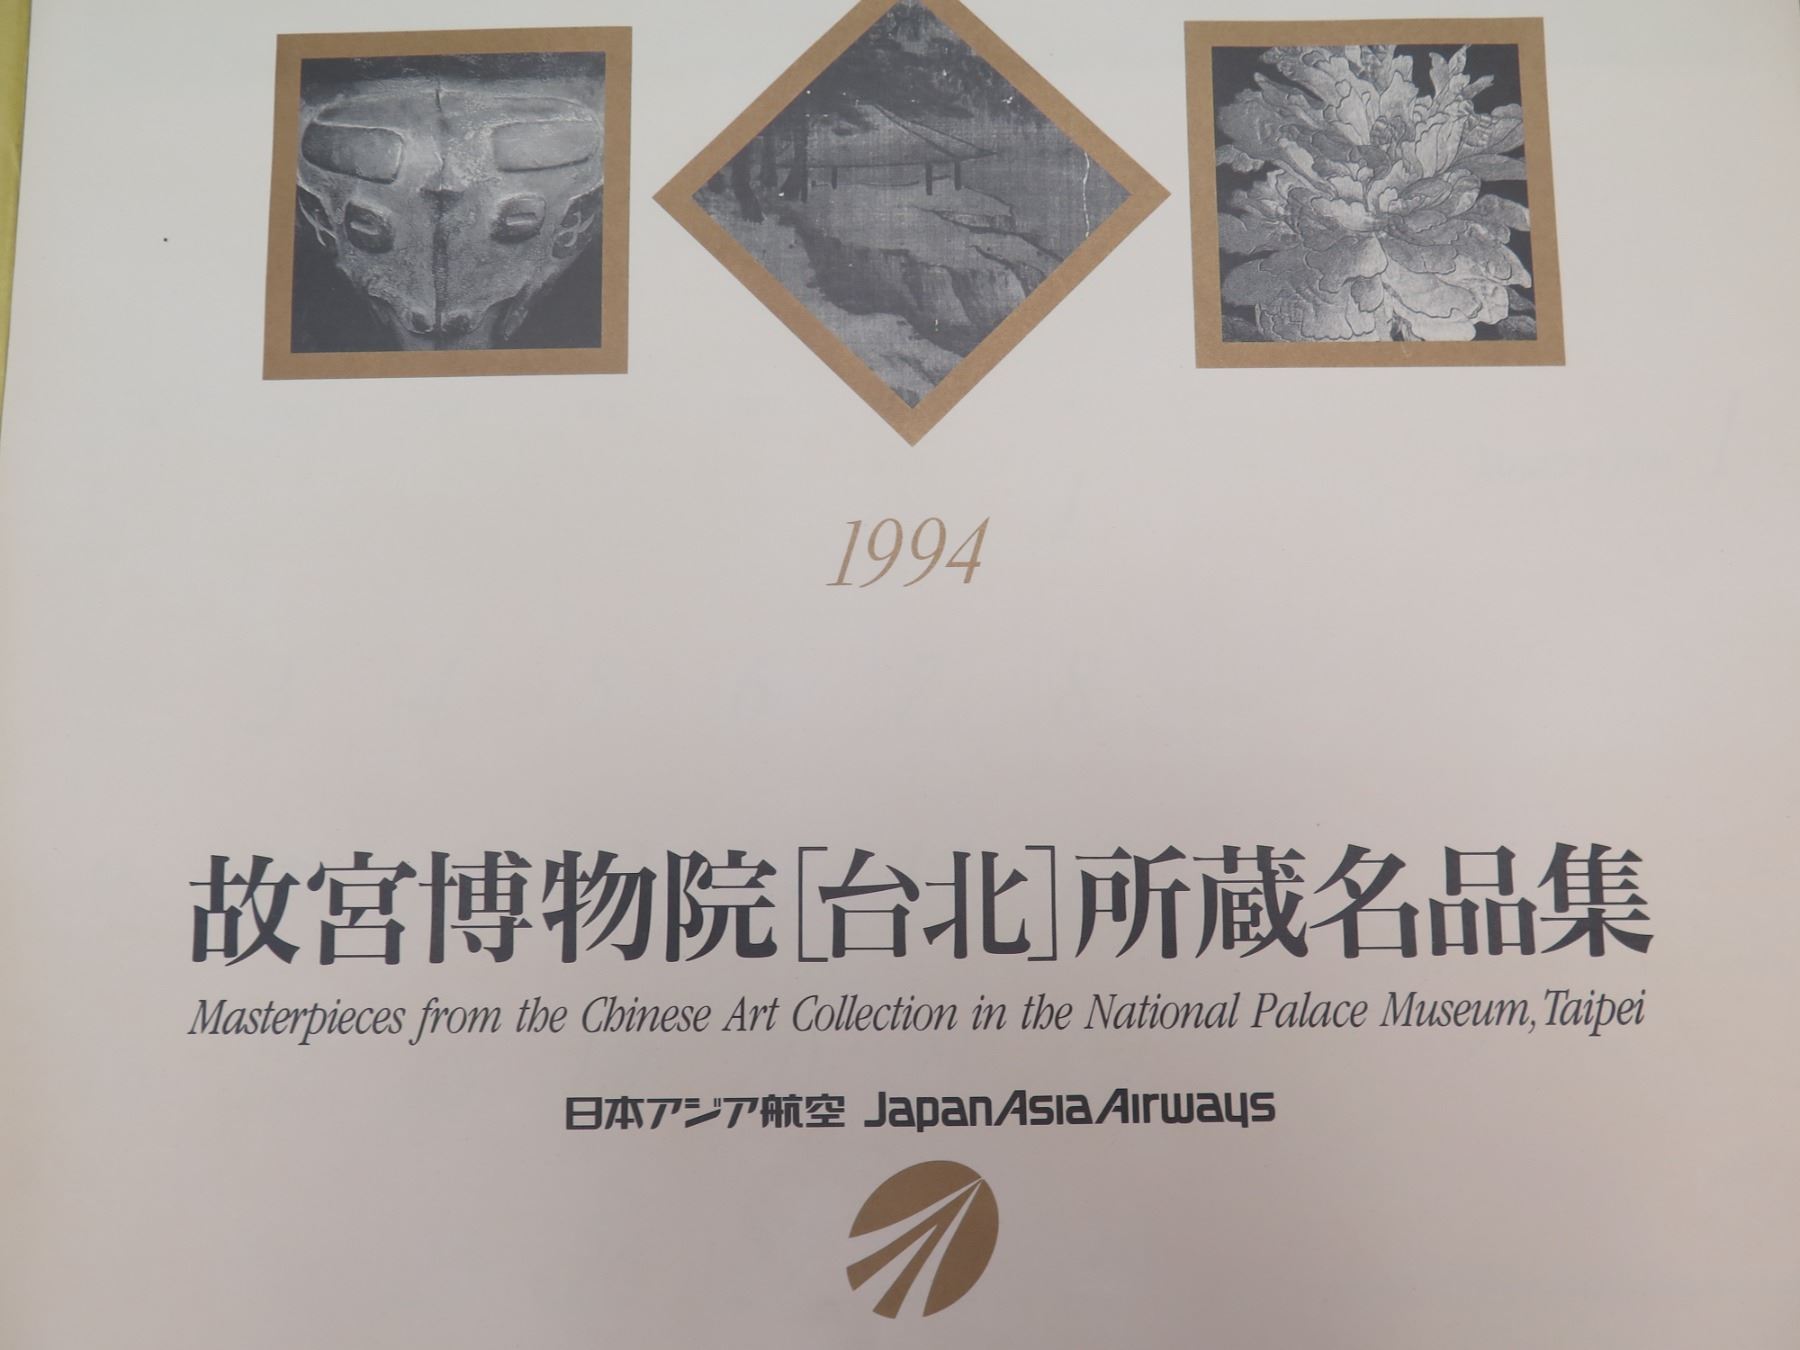 1994
故宮博物院[台北]所蔵名品集
Masterpieces from the Chinese Art Collection in the National Palace Museum, Taipei
日本アジア航空 JapanAsiaAirways